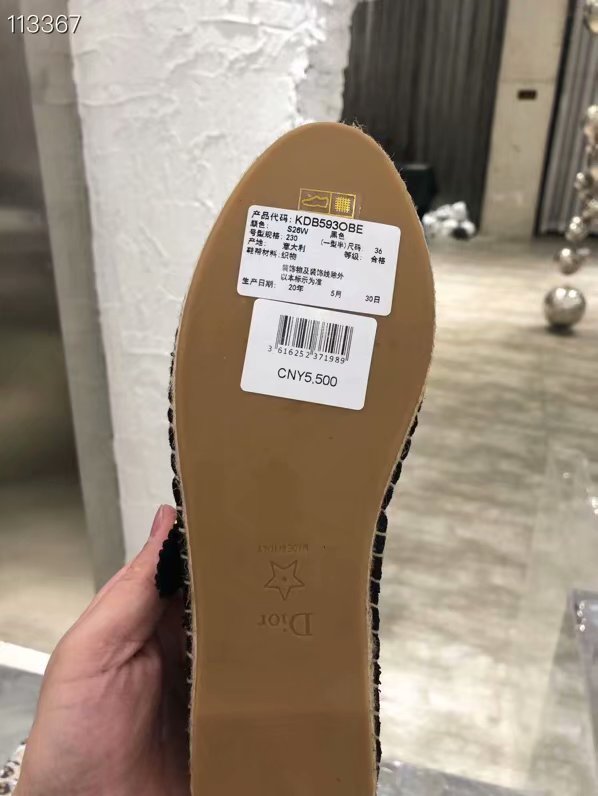 113367
产品代码: KDB593OBE
颜色: S26W 黑色
号型规格: 230 (一型半)尺码 36
产地: 意大利 等级: 合格
鞋帮材料: 织物
装饰物及装饰线除外
以本标示为准
生产日期: 20年 5月 30日
3 616252 371989
CNY5,500
MADE IN ITALY
Dior